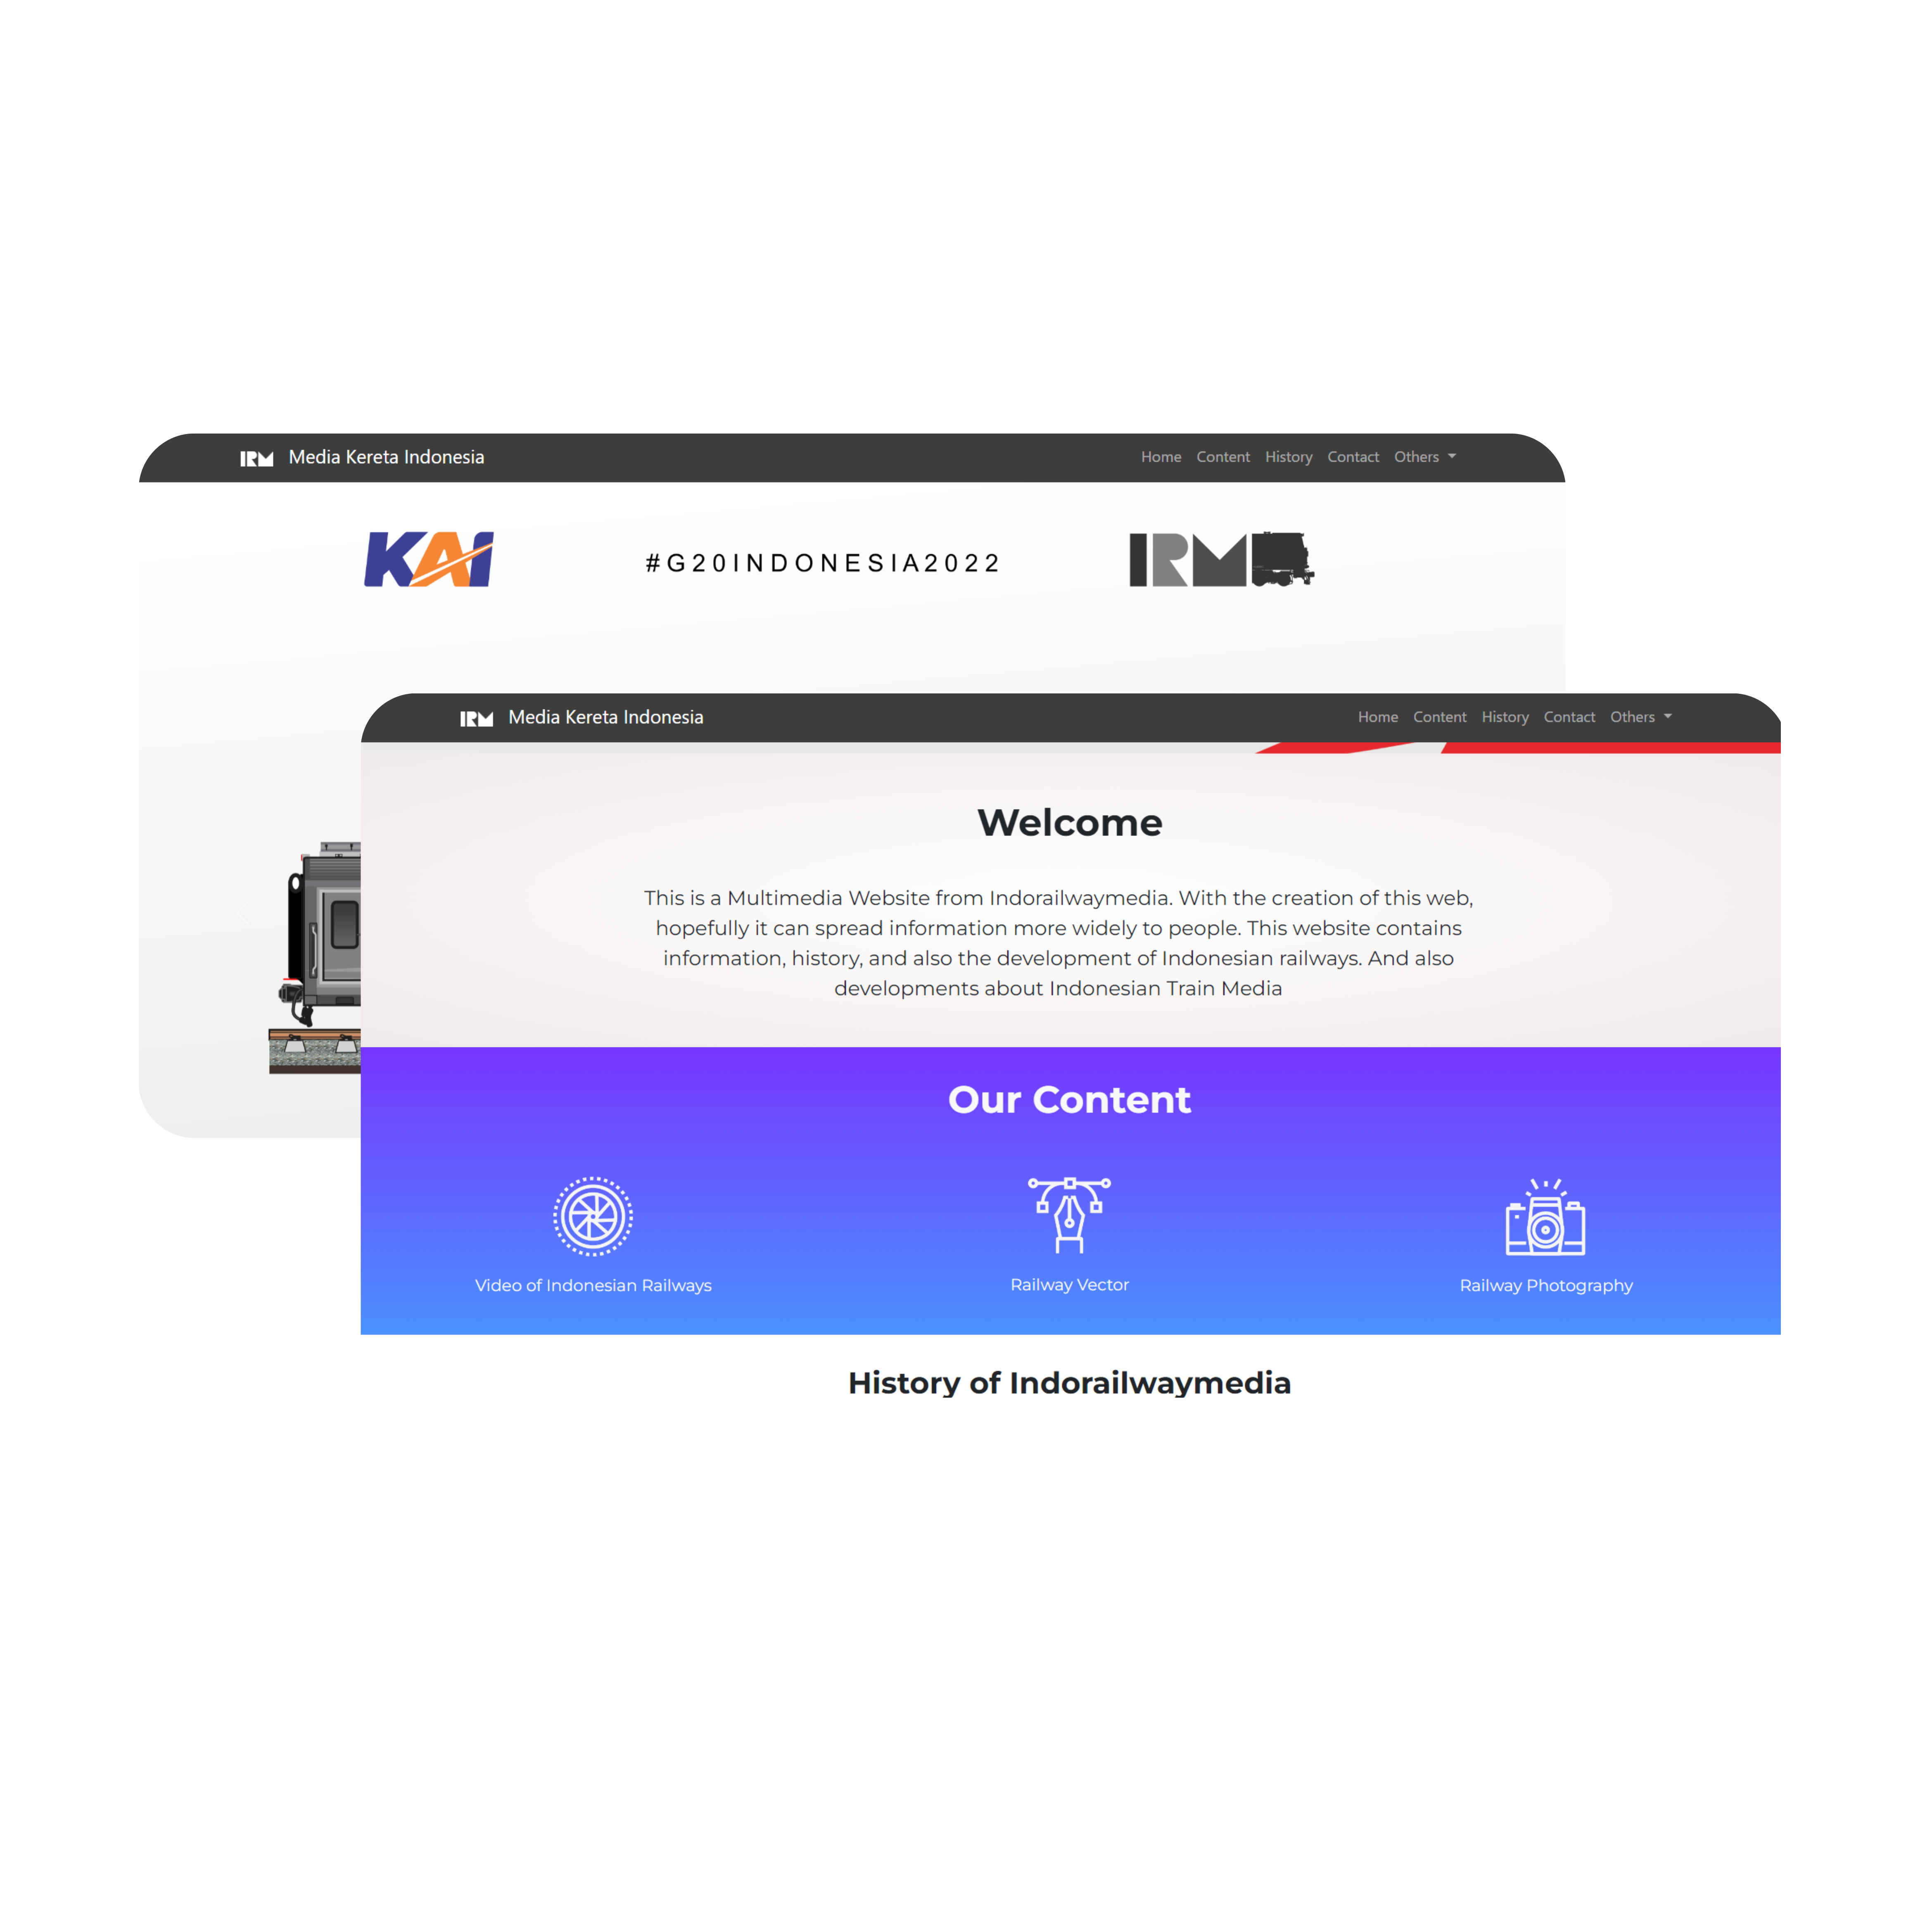 IRM Media Kereta Indonesia
Home Content History Contact Others
KAI #G20INDONESIA2022 IRM
IRM Media Kereta Indonesia
Home Content History Contact Others
Welcome
This is a Multimedia Website from Indorailwaymedia. With the creation of this web,
hopefully it can spread information more widely to people. This website contains
information, history, and also the development of Indonesian railways. And also
developments about Indonesian Train Media
Our Content
Video of Indonesian Railways
Railway Vector
Railway Photography
History of Indorailwaymedia